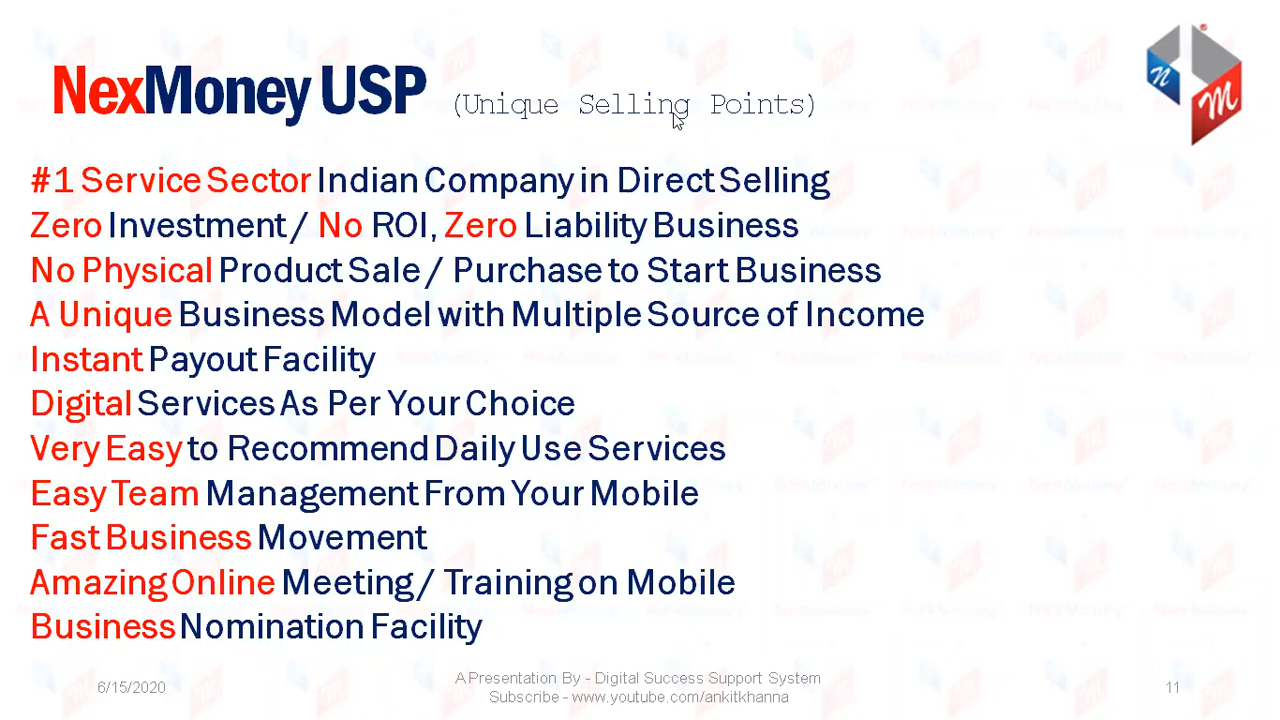 NexMoney USP (Unique Selling Points)
#1 Service Sector Indian Company in Direct Selling
Zero Investment / No ROI, Zero Liability Business
No Physical Product Sale / Purchase to Start Business
A Unique Business Model with Multiple Source of Income
Instant Payout Facility
Digital Services As Per Your Choice
Very Easy to Recommend Daily Use Services
Easy Team Management From Your Mobile
Fast Business Movement
Amazing Online Meeting / Training on Mobile
Business Nomination Facility
6/15/2020
A Presentation By - Digital Success Support System
Subscribe - www.youtube.com/ankitkhanna
11